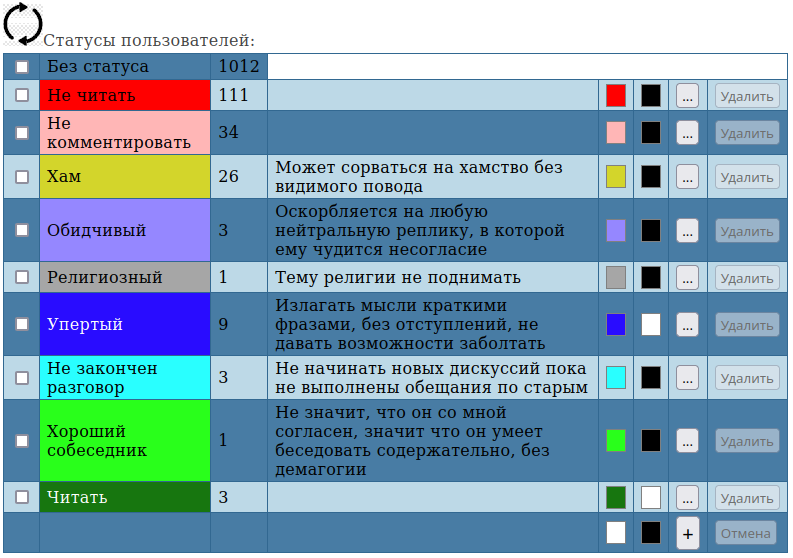 Статусы пользователей:
Без статуса 1012
Не читать 111 ... Удалить
Не
комментировать 34 ... Удалить
Хам 26 Может сорваться на хамство без
видимого повода ... Удалить
Обидчивый 3 Оскорбляется на любую
нейтральную реплику, в которой
ему чудится несогласие ... Удалить
Религиозный 1 Тему религии не поднимать ... Удалить
Упертый 9 Излагать мысли краткими
фразами, без отступлений, не
давать возможности заболтать ... Удалить
Не закончен
разговор 3 Не начинать новых дискуссий пока
не выполнены обещания по старым ... Удалить
Хороший
собеседник 1 Не значит, что он со мной
согласен, значит что он умеет
беседовать содержательно, без
демагогии ... Удалить
Читать 3 ... Удалить
+ Отмена